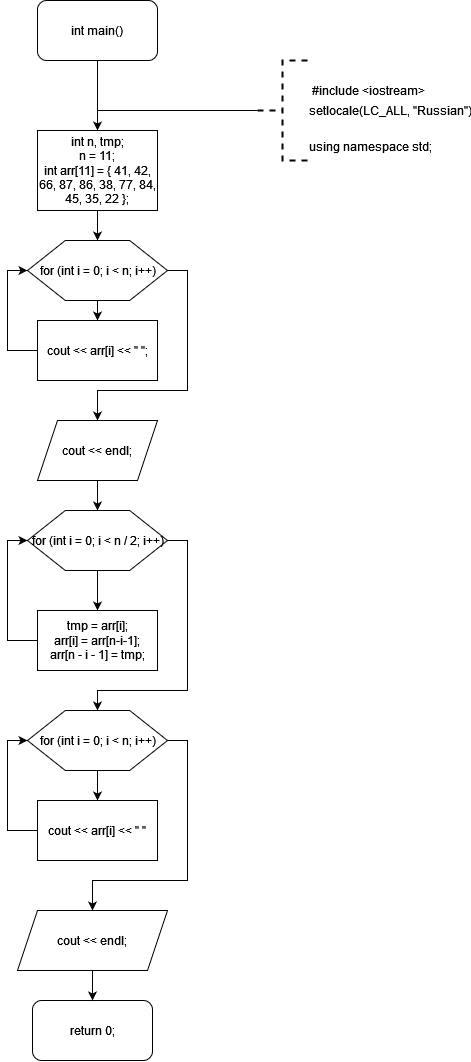 int main()
#include <iostream>
setlocale(LC_ALL, "Russian")
using namespace std;
int n, tmp;
n = 11;
int arr[11] = { 41, 42,
66, 87, 86, 38, 77, 84,
45, 35, 22 };
for (int i = 0; i < n; i++)
cout << arr[i] << " ";
cout << endl;
for (int i = 0; i < n / 2; i++)
tmp = arr[i];
arr[i] = arr[n-i-1];
arr[n - i - 1] = tmp;
for (int i = 0; i < n; i++)
cout << arr[i] << " "
cout << endl;
return 0;